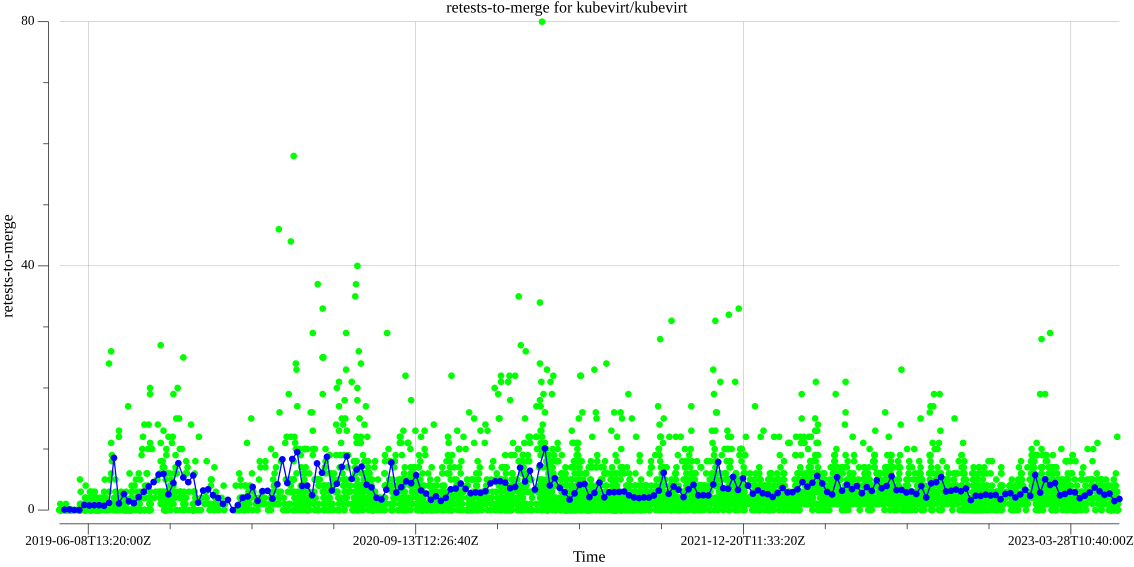 retests-to-merge for kubevirt/kubevirt
80
40
0
retests-to-merge
2019-06-08T13:20:00Z 2020-09-13T12:26:40Z 2021-12-20T11:33:20Z 2023-03-28T10:40:00Z
Time